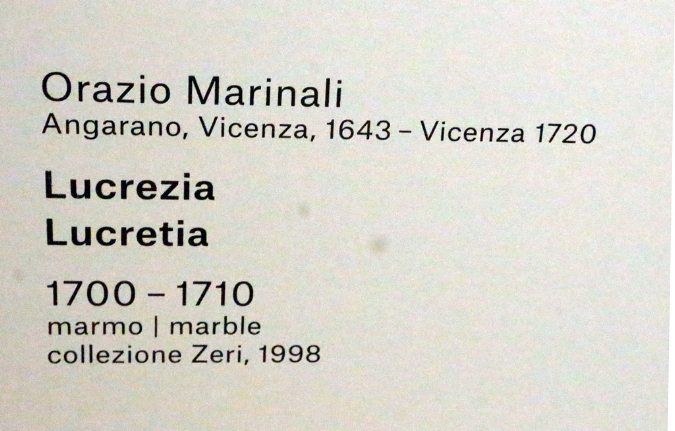 Orazio Marinali
Angarano, Vicenza, 1643 – Vicenza 1720
Lucrezia
Lucretia
1700 – 1710
marmo | marble
collezione Zeri, 1998